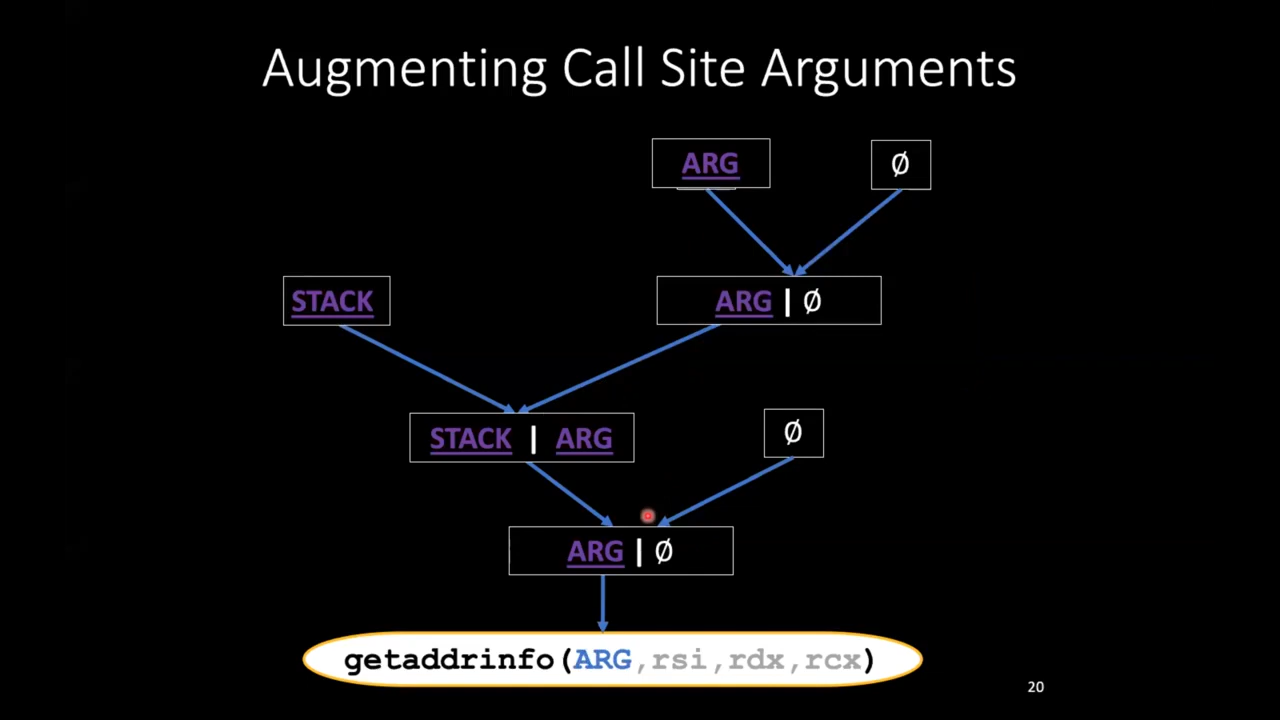 Augmenting Call Site Arguments
ARG
Ø
STACK
ARG | Ø
STACK | ARG
Ø
ARG | Ø
getaddrinfo(ARG,rsi,rdx,rcx)
20